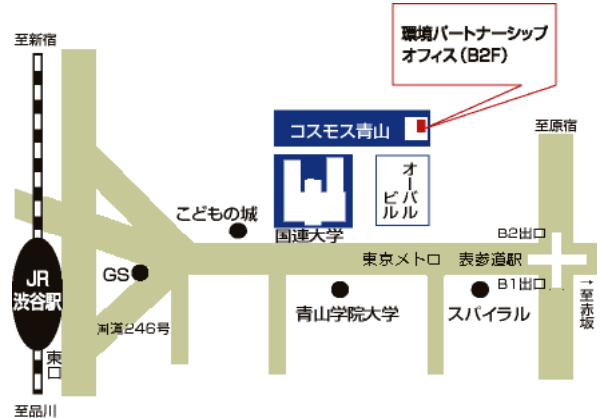 至新宿
環境パートナーシップ
オフィス(B2F)
コスモス青山
至原宿
オーバル
ビル
こどもの城
国連大学
B2出口
東京メトロ 表参道駅
JR
渋谷駅
GS
B1出口
青山学院大学
スパイラル
→至赤坂
国道246号
東口
至品川